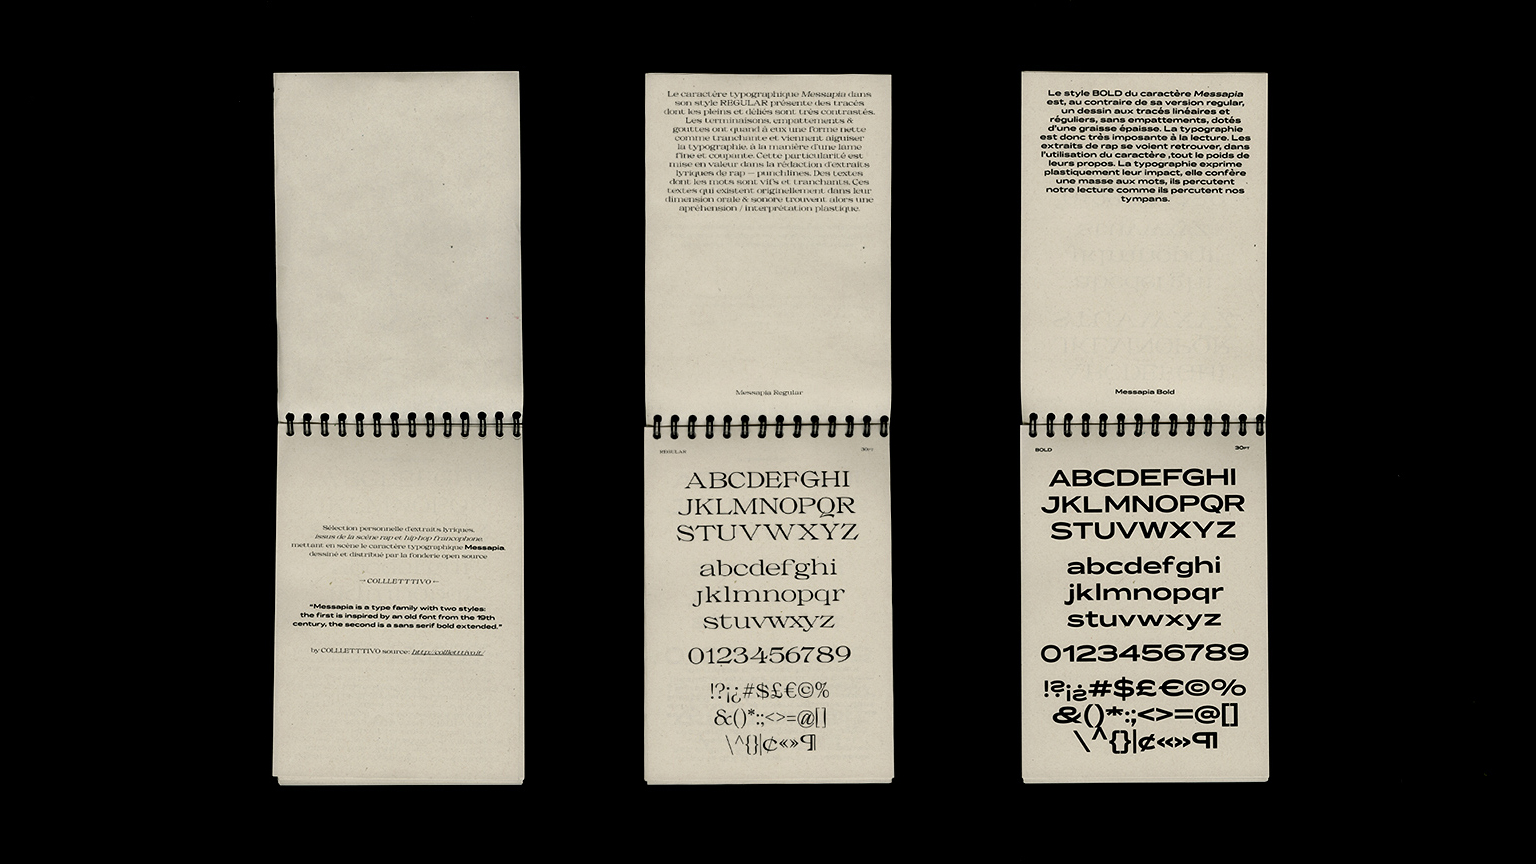 Sélection personnelle d'extraits lyriques,
issus de la scène rap et hip-hop francophone
mettant en scène le caractère typographique Messapia,
dessiné et distribué par la fonderie open source
→ COLLLETTTIVO ←
"Messapia is a type family with two styles:
the first is inspired by an old font from the 19th
century, the second is a sans serif bold extended."
by COLLLETTTIVO source: http://collletttivo.it/
Le caractère typographique Messapia dans
son style REGULAR présente des tracés
dont les pleins et déliés sont très contrastés.
Les terminaisons, empattements &
gouttes ont quand à eux une forme nette
comme tranchante et viennent aiguiser
la typographie, à la manière d'une lame
fine et coupante. Cette particularité est
mise en valeur dans la rédaction d'extraits
lyriques de rap — punchlines. Des textes
dont les mots sont vifs et tranchants. Ces
textes qui existent originellement dans leur
dimension orale & sonore trouvent alors une
apréhension / interprétation plastique.
Messapia Regular
REGULAR 30PT
ABCDEFGHI
JKLMNOPQR
STUVWXYZ
abcdefghi
jklmnopqr
stuvwxyz
0123456789
!?¡¿#$£€©%
&()*:;<>=@[]
\^{}|¢«»¶
Le style BOLD du caractère Messapia
est, au contraire de sa version regular,
un dessin aux tracés linéaires et
réguliers, sans empattements, dotés
d'une graisse épaisse. La typographie
est donc très imposante à la lecture. Les
extraits de rap se voient retrouver, dans
l'utilisation du caractère ,tout le poids de
leurs propos. La typographie exprime
plastiquement leur impact, elle confère
une masse aux mots, ils percutent
notre lecture comme ils percutent nos
tympans.
Messapia Bold
BOLD 30PT
ABCDEFGHI
JKLMNOPQR
STUVWXYZ
abcdefghi
jklmnopqr
stuvwxyz
0123456789
!?¡¿#$£€©%
&()*:;<>=@[]
\^{}|¢«»¶